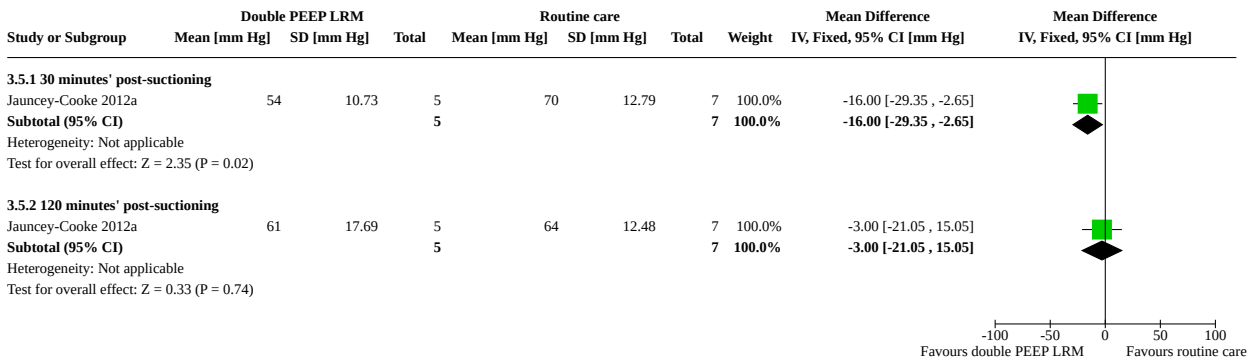 Double PEEP LRM Routine care Mean Difference Mean Difference
Study or Subgroup Mean [mm Hg] SD [mm Hg] Total Mean [mm Hg] SD [mm Hg] Total Weight IV, Fixed, 95% CI [mm Hg] IV, Fixed, 95% CI [mm Hg]
3.5.1 30 minutes' post-suctioning
Jauncey-Cooke 2012a 54 10.73 5 70 12.79 7 100.0% -16.00 [-29.35 , -2.65]
Subtotal (95% CI) 5 7 100.0% -16.00 [-29.35 , -2.65]
Heterogeneity: Not applicable
Test for overall effect: Z = 2.35 (P = 0.02)
3.5.2 120 minutes' post-suctioning
Jauncey-Cooke 2012a 61 17.69 5 64 12.48 7 100.0% -3.00 [-21.05 , 15.05]
Subtotal (95% CI) 5 7 100.0% -3.00 [-21.05 , 15.05]
Heterogeneity: Not applicable
Test for overall effect: Z = 0.33 (P = 0.74)
-100 -50 0 50 100
Favours double PEEP LRM Favours routine care